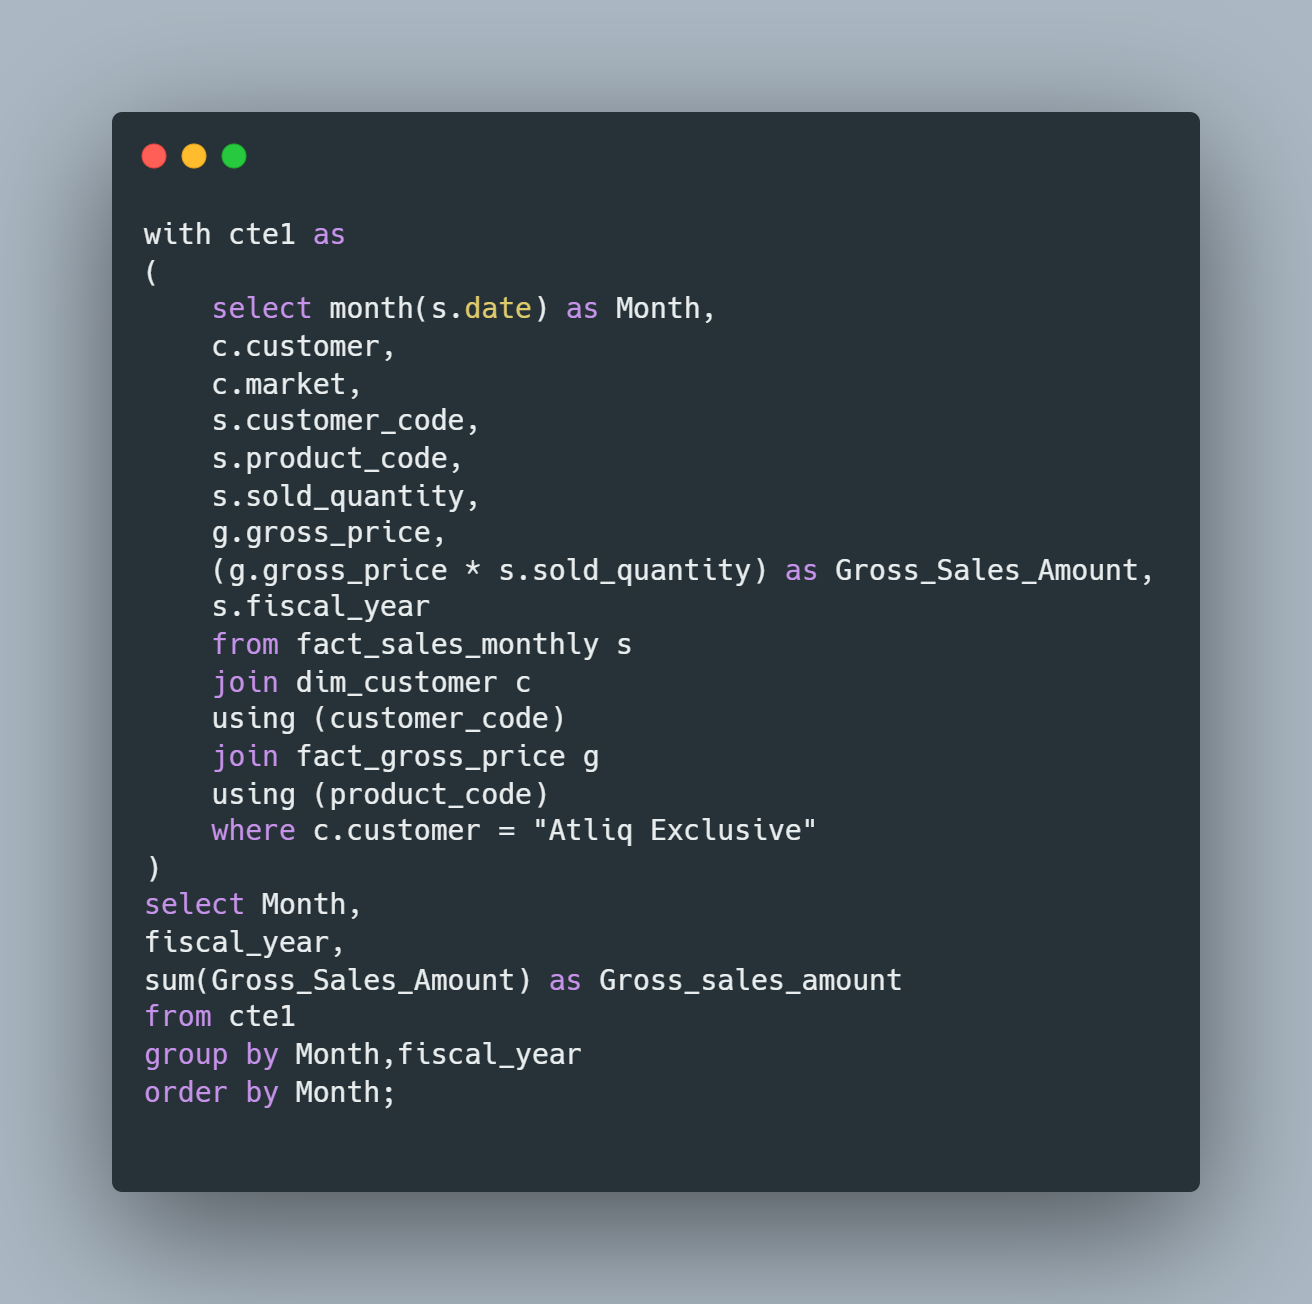 with cte1 as
(
    select month(s.date) as Month,
    c.customer,
    c.market,
    s.customer_code,
    s.product_code,
    s.sold_quantity,
    g.gross_price,
    (g.gross_price * s.sold_quantity) as Gross_Sales_Amount,
    s.fiscal_year
    from fact_sales_monthly s
    join dim_customer c
    using (customer_code)
    join fact_gross_price g
    using (product_code)
    where c.customer = "Atliq Exclusive"
)
select Month,
fiscal_year,
sum(Gross_Sales_Amount) as Gross_sales_amount
from cte1
group by Month,fiscal_year
order by Month;